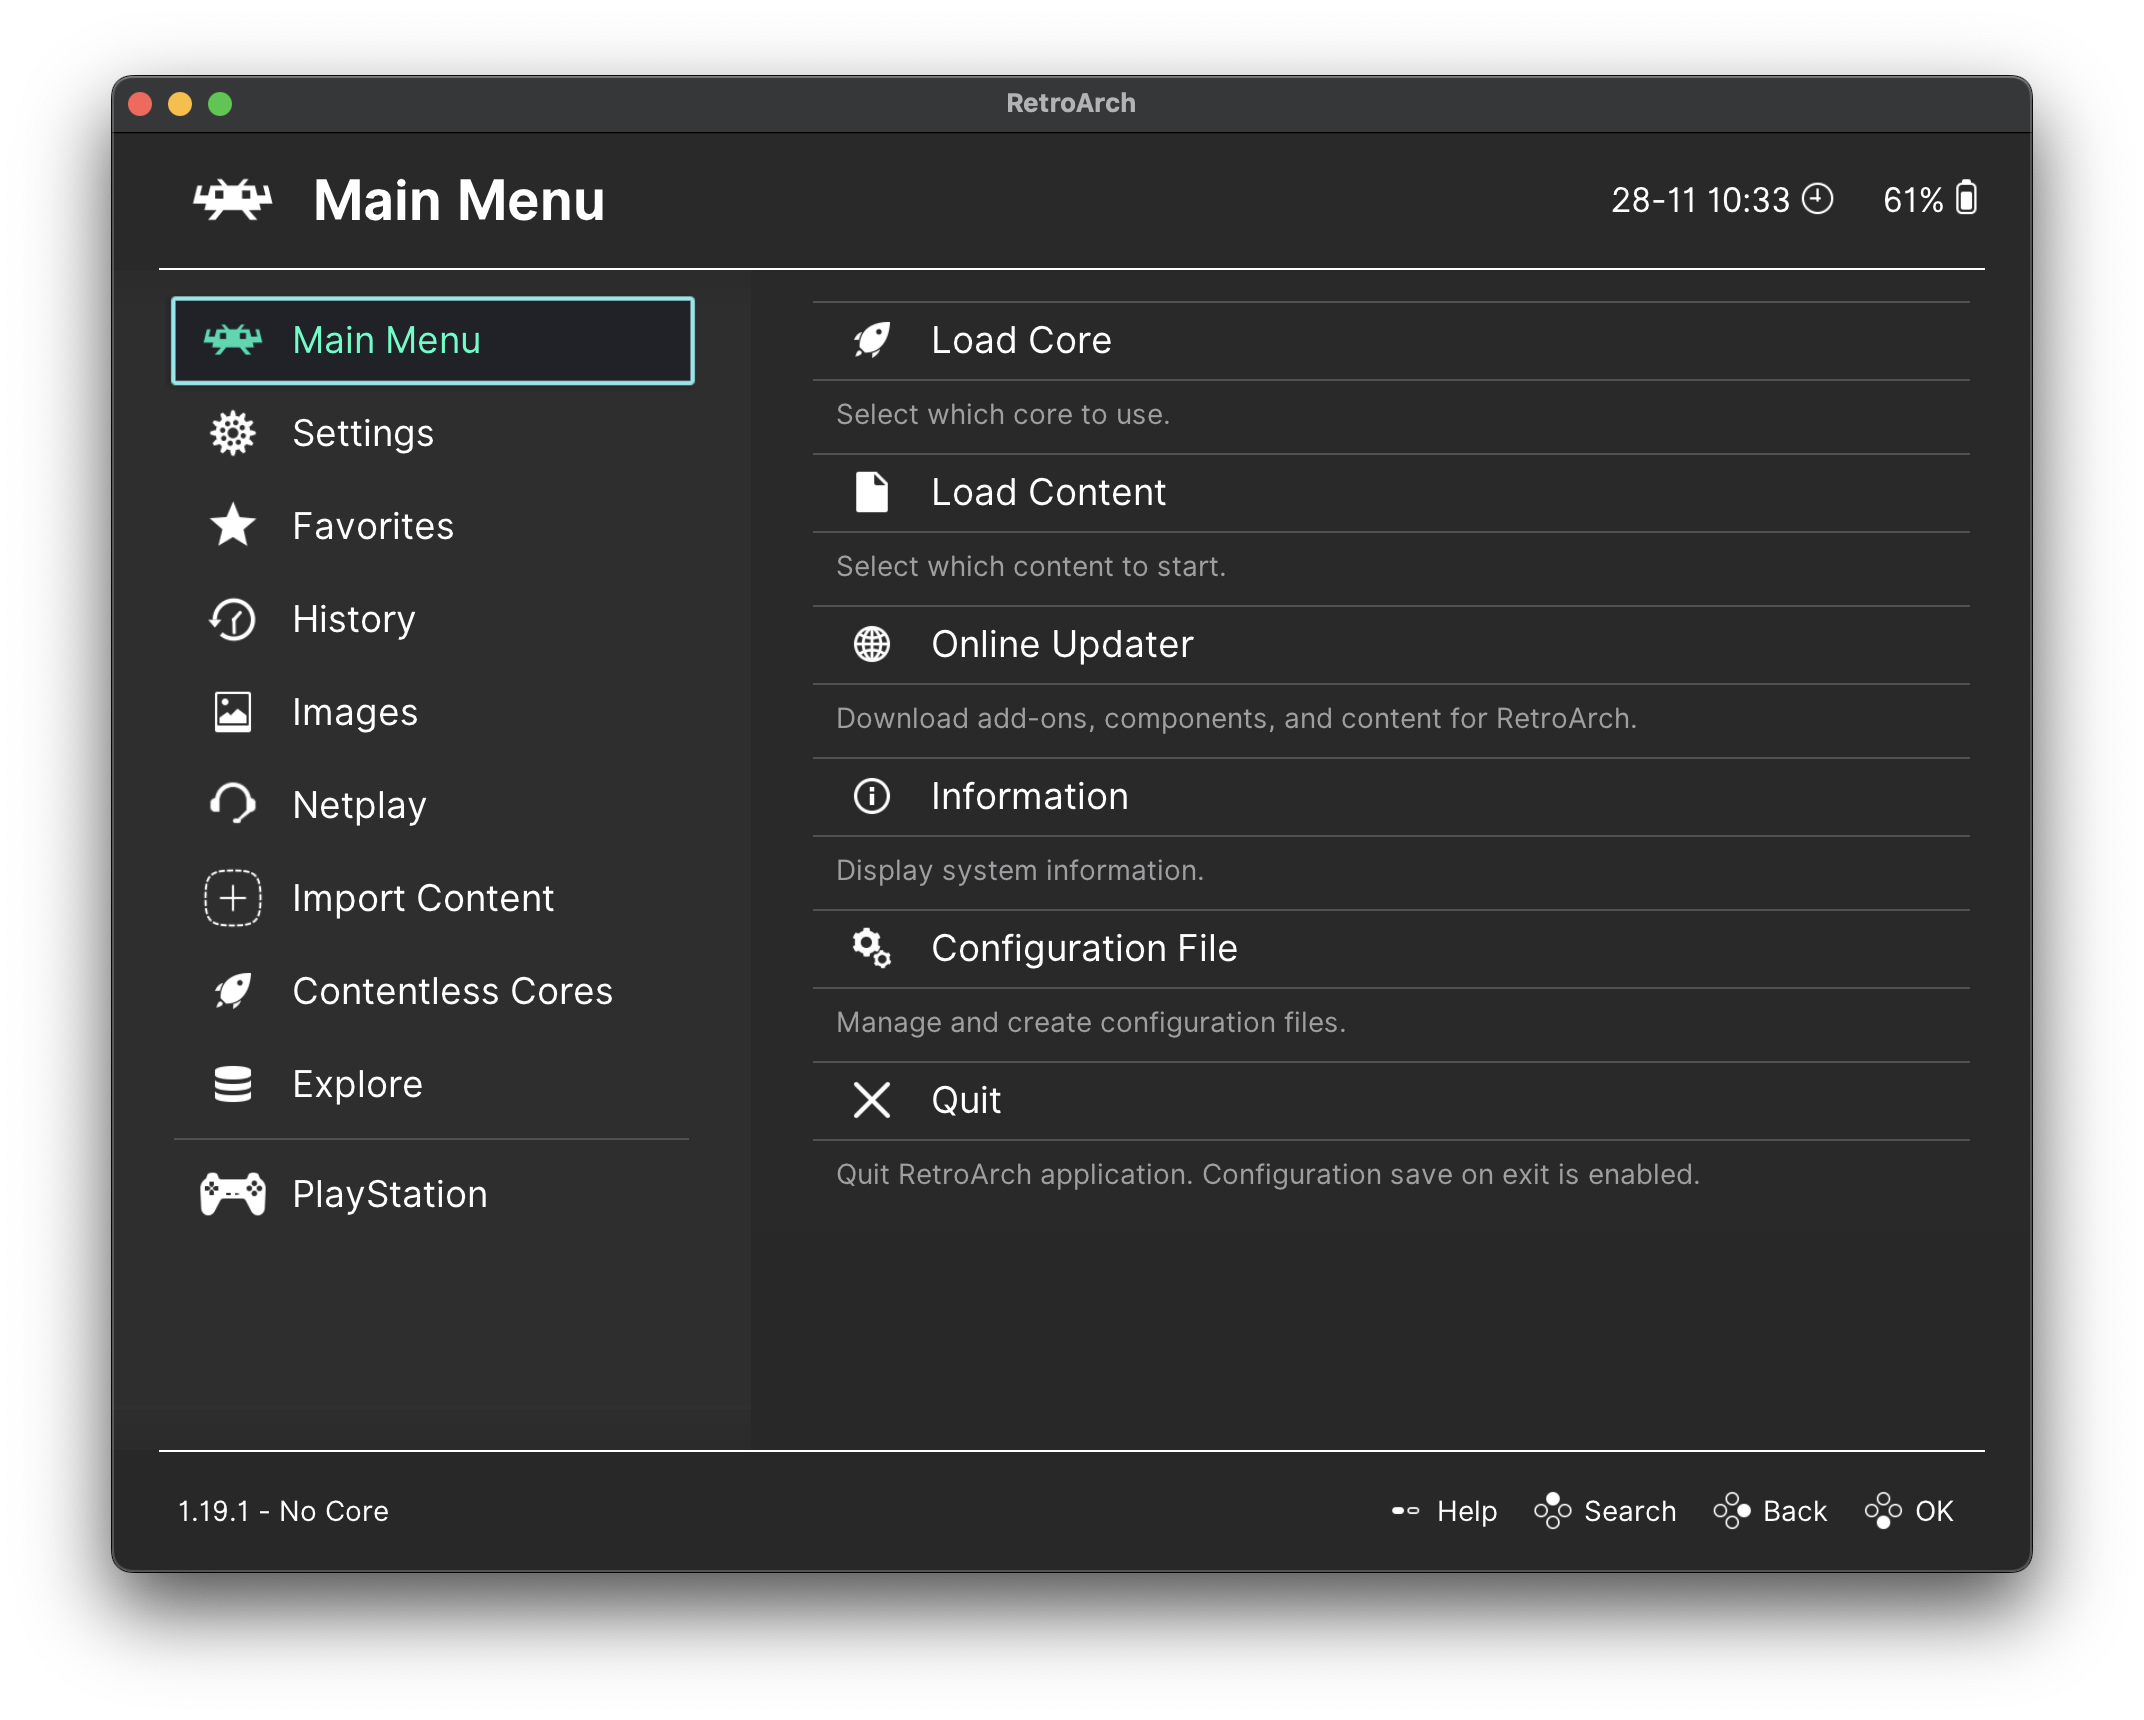 RetroArch
Main Menu
28-11 10:33
61%
Main Menu
Settings
Favorites
History
Images
Netplay
Import Content
Contentless Cores
Explore
PlayStation
Load Core
Select which core to use.
Load Content
Select which content to start.
Online Updater
Download add-ons, components, and content for RetroArch.
Information
Display system information.
Configuration File
Manage and create configuration files.
Quit
Quit RetroArch application. Configuration save on exit is enabled.
1.19.1 - No Core
Help
Search
Back
OK